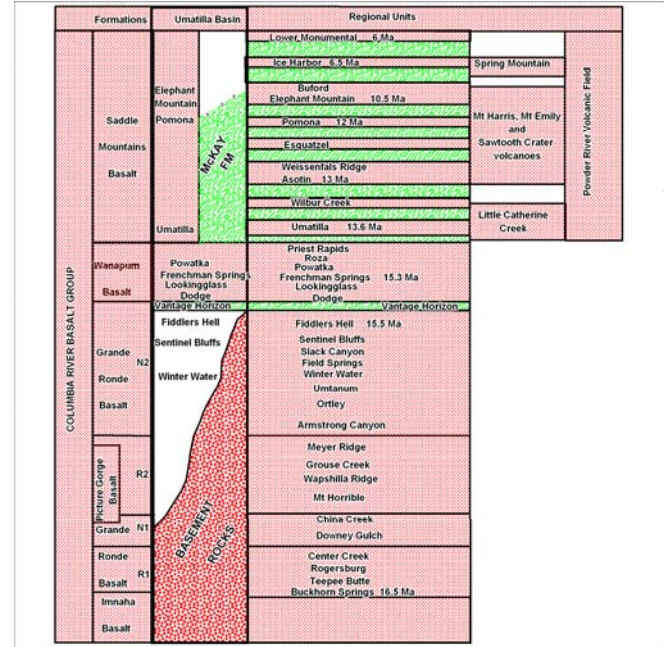 Formations
Umatilla Basin
Regional Units
COLUMBIA RIVER BASALT GROUP
Saddle
Mountains
Basalt
Wanapum
Basalt
Grande
Ronde
Basalt
N2
R2
Picture Gorge
Basalt
Grande N1
Ronde
Basalt R1
Imnaha
Basalt
Elephant
Mountain
Pomona
Umatilla
McKAY
FM
Powatka
Frenchman Springs
Lookingglass
Dodge
Vantage Horizon
Fiddlers Hell
Sentinel Bluffs
Winter Water
BASEMENT
ROCKS
Lower Monumental 6 Ma
Ice Harbor 6.5 Ma
Buford
Elephant Mountain 10.5 Ma
Pomona 12 Ma
Esquatzel
Weissenfals Ridge
Asotin 13 Ma
Wilbur Creek
Umatilla 13.6 Ma
Priest Rapids
Roza
Powatka
Frenchman Springs 15.3 Ma
Lookingglass
Dodge
Vantage Horizon
Fiddlers Hell 15.5 Ma
Sentinel Bluffs
Slack Canyon
Field Springs
Winter Water
Umtanum
Ortley
Armstrong Canyon
Meyer Ridge
Grouse Creek
Wapshilla Ridge
Mt Horrible
China Creek
Downey Gulch
Center Creek
Rogersburg
Teepee Butte
Buckhorn Springs 16.5 Ma
Spring Mountain
Mt Harris, Mt Emily
and
Sawtooth Crater
volcanoes
Little Catherine
Creek
Powder River Volcanic Field